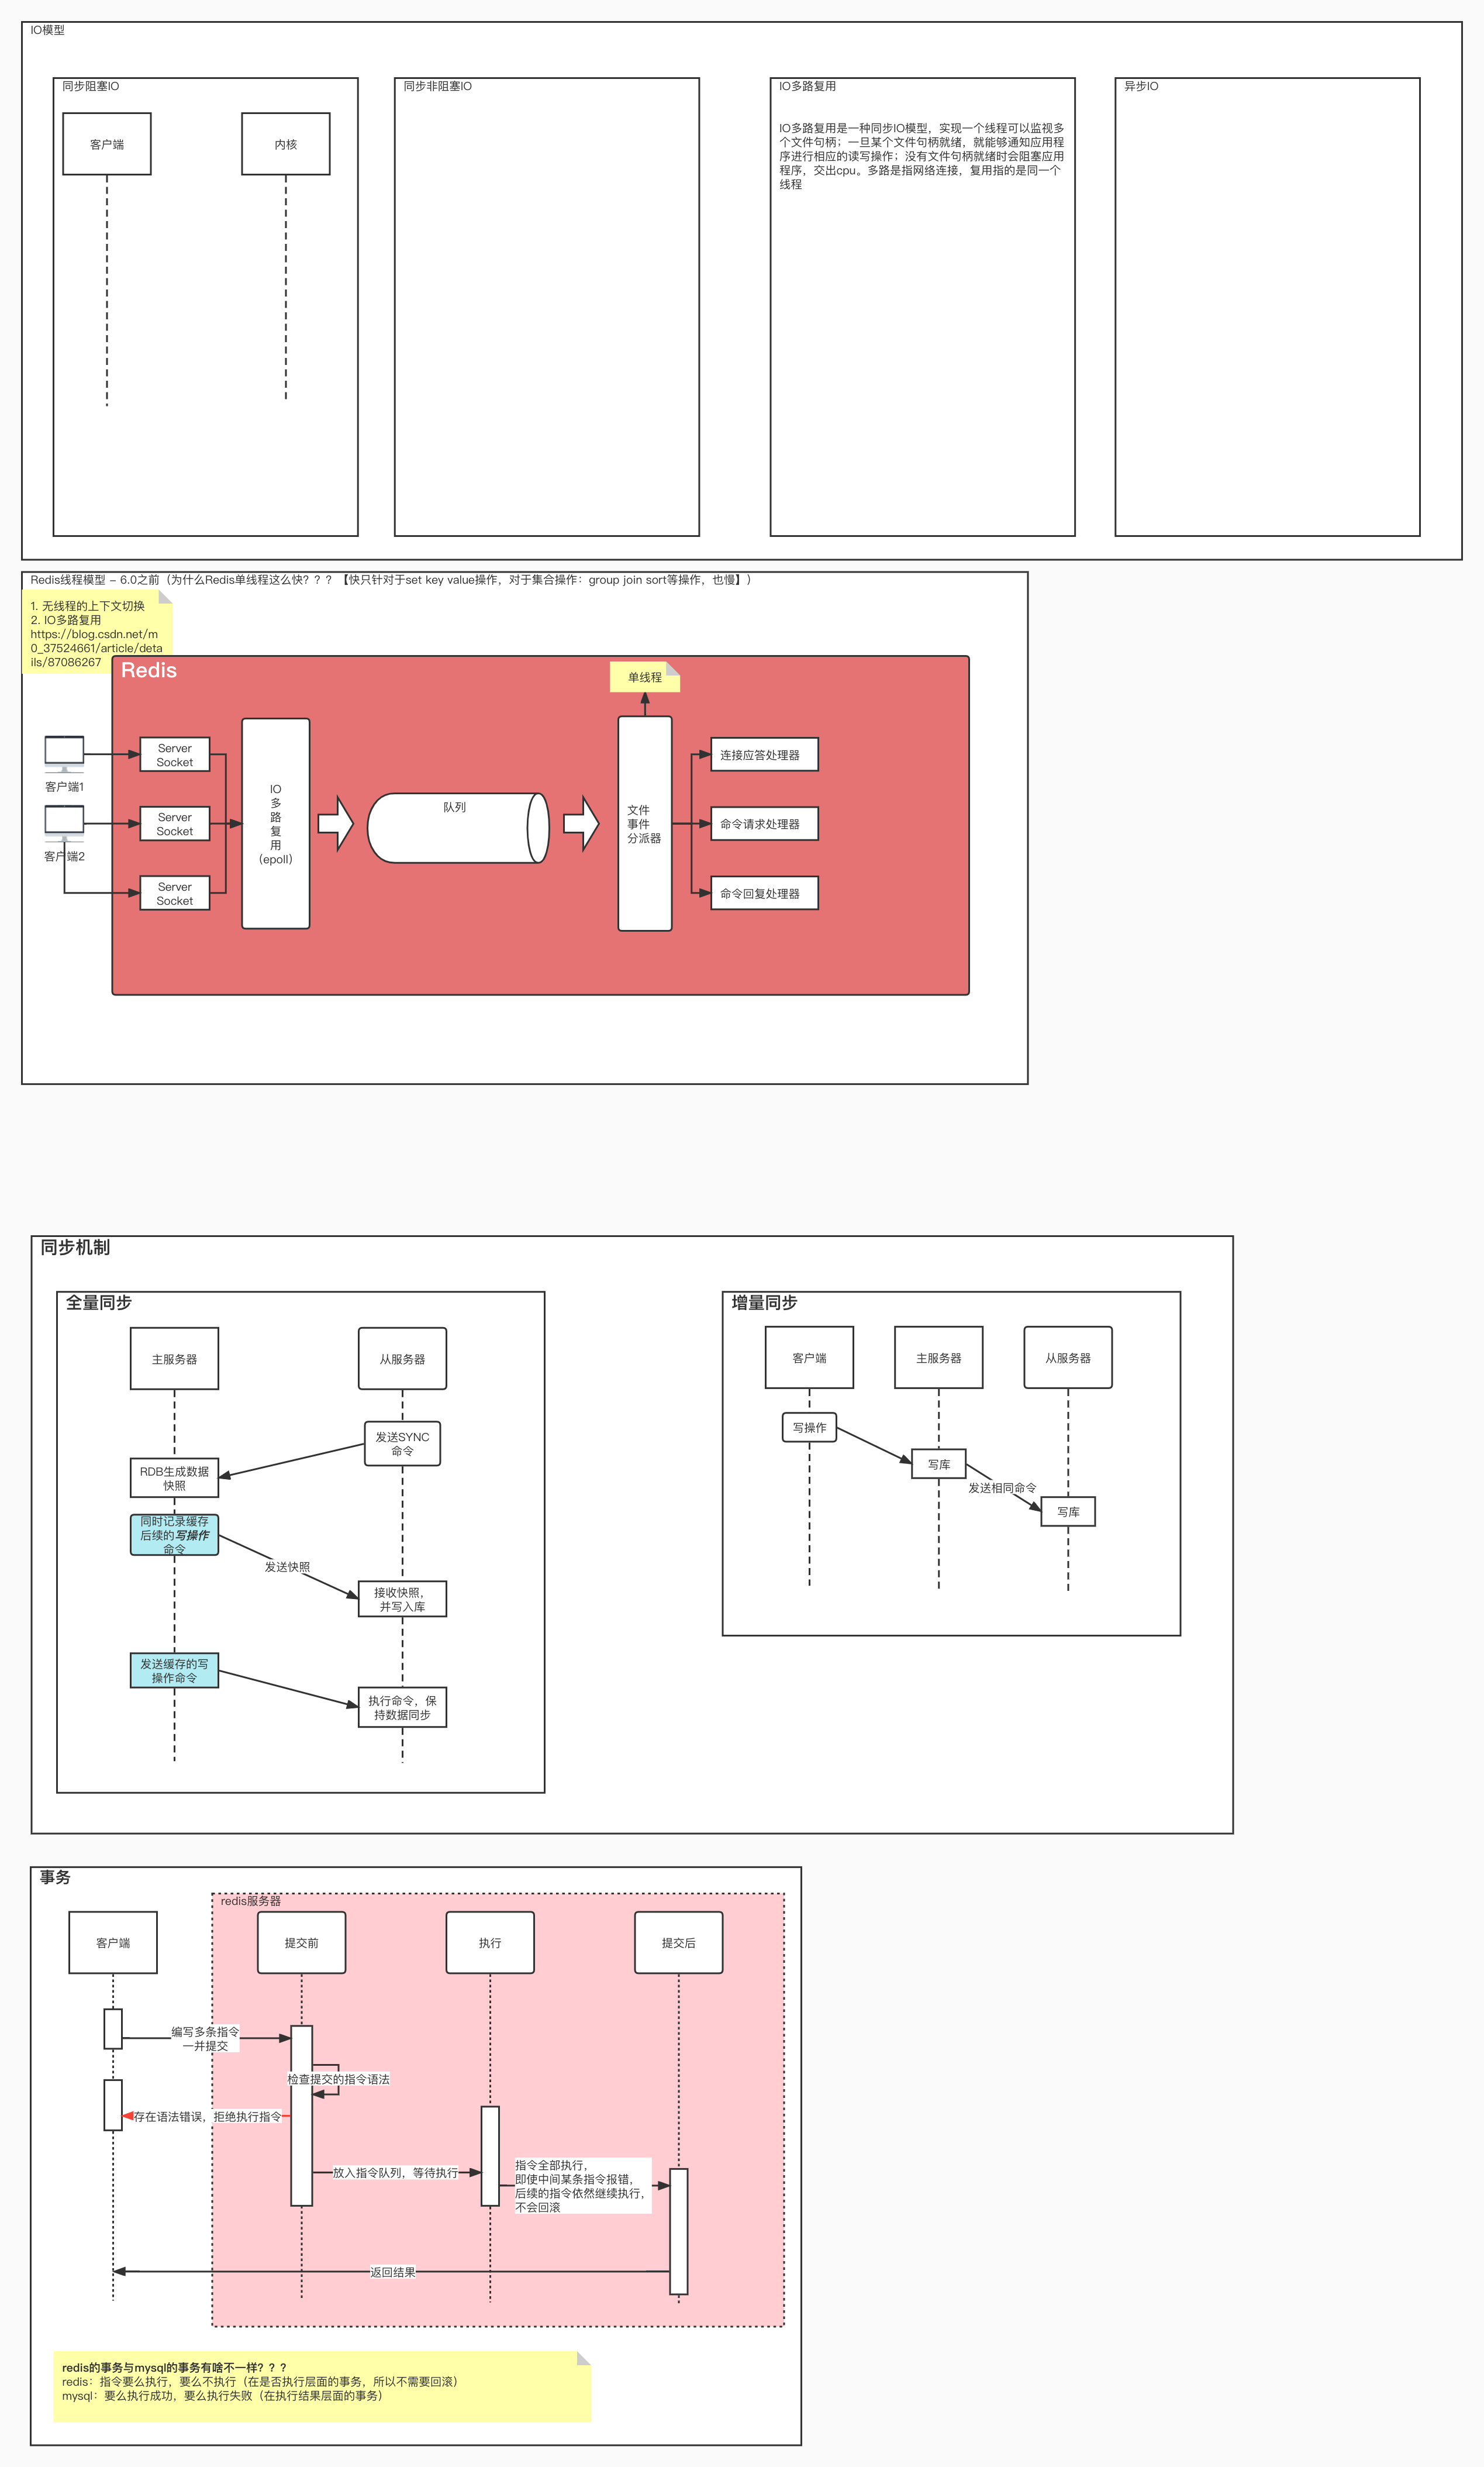 IO模型
同步阻塞IO
客户端
内核
同步非阻塞IO
IO多路复用
IO多路复用是一种同步IO模型，实现一个线程可以监视多
个文件句柄；一旦某个文件句柄就绪，就能够通知应用程
序进行相应的读写操作；没有文件句柄就绪时会阻塞应用
程序，交出cpu。多路是指网络连接，复用指的是同一个
线程
异步IO
Redis线程模型 - 6.0之前（为什么Redis单线程这么快？？？【快只针对于set key value操作，对于集合操作：group join sort等操作，也慢】）
1. 无线程的上下文切换
2. IO多路复用
https://blog.csdn.net/m
0_37524661/article/deta
ils/87086267
Redis
单线程
客户端1
客户端2
Server
Socket
Server
Socket
Server
Socket
IO
多
路
复
用
（epoll）
队列
文件
事件
分派器
连接应答处理器
命令请求处理器
命令回复处理器
同步机制
全量同步
主服务器
从服务器
发送SYNC
命令
RDB生成数据
快照
同时记录缓存
后续的写操作
命令
发送快照
接收快照，
并写入库
发送缓存的写
操作命令
执行命令，保
持数据同步
增量同步
客户端
主服务器
从服务器
写操作
写库
发送相同命令
写库
事务
redis服务器
客户端
提交前
执行
提交后
编写多条指令
一并提交
检查提交的指令语法
存在语法错误，拒绝执行指令
放入指令队列，等待执行
指令全部执行，
即使中间某条指令报错，
后续的指令依然继续执行，
不会回滚
返回结果
redis的事务与mysql的事务有啥不一样？？？
redis：指令要么执行，要么不执行（在是否执行层面的事务，所以不需要回滚）
mysql：要么执行成功，要么执行失败（在执行结果层面的事务）